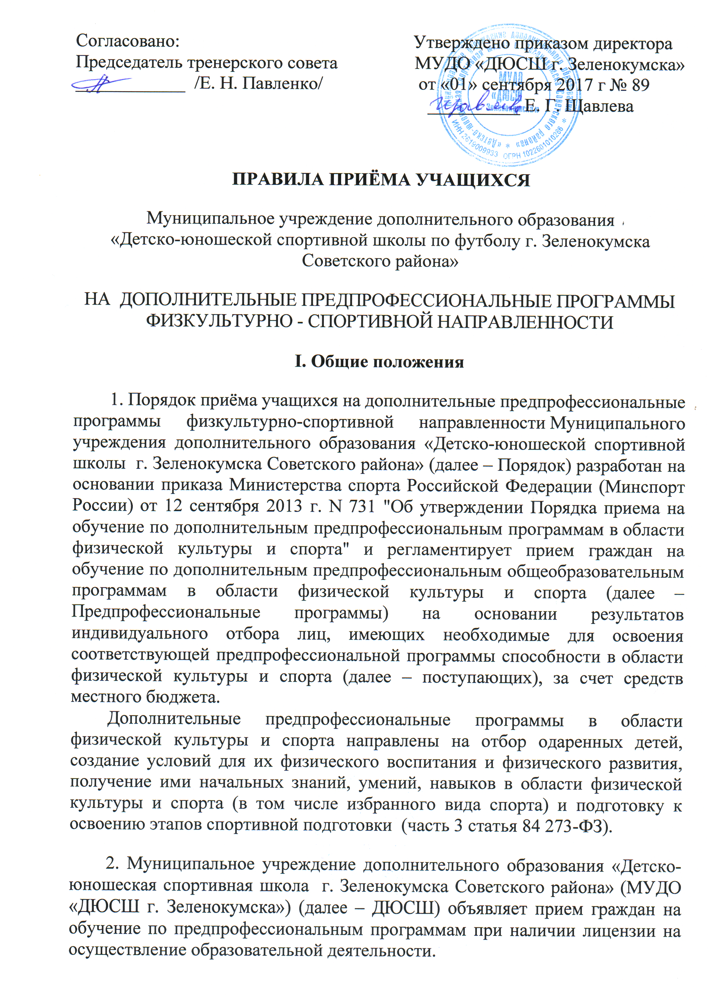 Согласовано:
Председатель тренерского совета
____________ /Е. Н. Павленко/
Утверждено приказом директора
МУДО «ДЮСШ г. Зеленокумска»
от «01» сентября 2017 г № 89
__________ Е. Г. Щавлева
МУДО
«ДЮСШ
Зеленокумска»
ИНН 2619009933 ОГРН 1022601010266 *
ПРАВИЛА ПРИЁМА УЧАЩИХСЯ
Муниципальное учреждение дополнительного образования
«Детско-юношеской спортивной школы по футболу г. Зеленокумска
Советского района»
НА ДОПОЛНИТЕЛЬНЫЕ ПРЕДПРОФЕССИОНАЛЬНЫЕ ПРОГРАММЫ
ФИЗКУЛЬТУРНО - СПОРТИВНОЙ НАПРАВЛЕННОСТИ
I. Общие положения
1. Порядок приёма учащихся на дополнительные предпрофессиональные
программы физкультурно-спортивной направленности Муниципального
учреждения дополнительного образования «Детско-юношеской спортивной
школы г. Зеленокумска Советского района» (далее – Порядок) разработан на
основании приказа Министерства спорта Российской Федерации (Минспорт
России) от 12 сентября 2013 г. N 731 "Об утверждении Порядка приема на
обучение по дополнительным предпрофессиональным программам в области
физической культуры и спорта" и регламентирует прием граждан на
обучение по дополнительным предпрофессиональным общеобразовательным
программам в области физической культуры и спорта (далее –
Предпрофессиональные программы) на основании результатов
индивидуального отбора лиц, имеющих необходимые для освоения
соответствующей предпрофессиональной программы способности в области
физической культуры и спорта (далее – поступающих), за счет средств
местного бюджета.
Дополнительные предпрофессиональные программы в области
физической культуры и спорта направлены на отбор одаренных детей,
создание условий для их физического воспитания и физического развития,
получение ими начальных знаний, умений, навыков в области физической
культуры и спорта (в том числе избранного вида спорта) и подготовку к
освоению этапов спортивной подготовки (часть 3 статья 84 273-ФЗ).
2. Муниципальное учреждение дополнительного образования «Детско-
юношеская спортивная школа г. Зеленокумска Советского района» (МУДО
«ДЮСШ г. Зеленокумска») (далее – ДЮСШ) объявляет прием граждан на
обучение по предпрофессиональным программам при наличии лицензии на
осуществление образовательной деятельности.